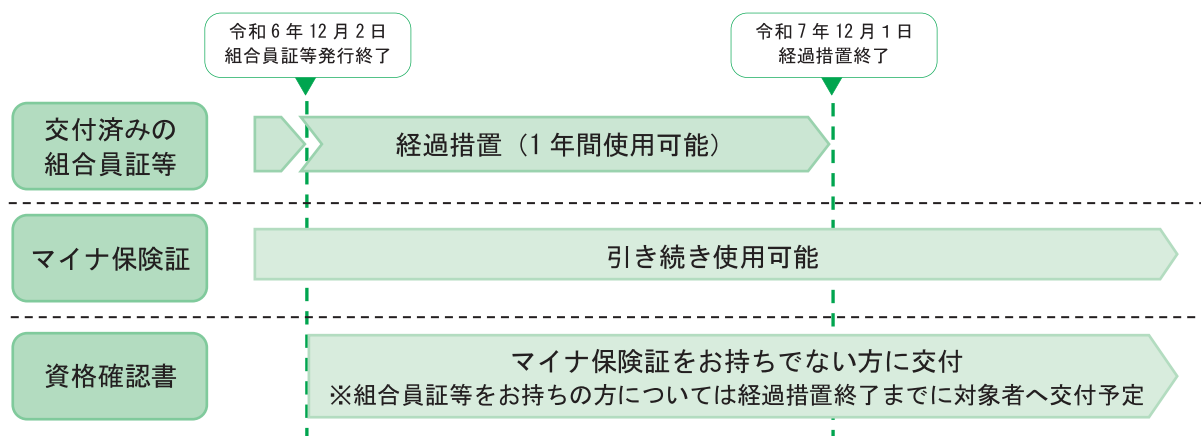 令和6年12月2日
組合員証等発行終了
令和7年12月1日
経過措置終了
交付済みの
組合員証等
経過措置（1年間使用可能）
マイナ保険証
引き続き使用可能
資格確認書
マイナ保険証をお持ちでない方に交付
※組合員証等をお持ちの方については経過措置終了までに対象者へ交付予定